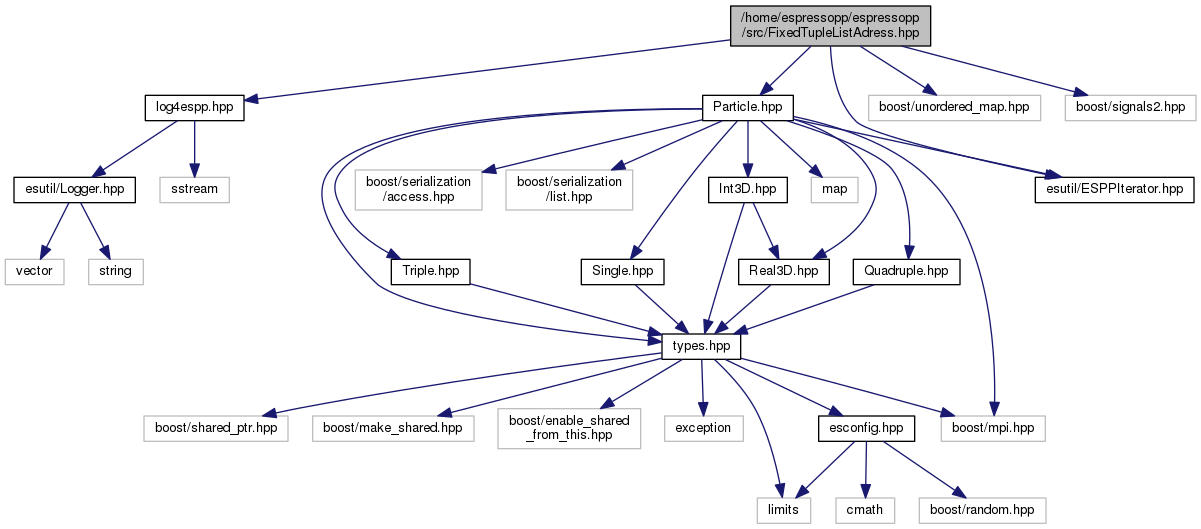 /home/espressopp/espressopp
/src/FixedTupleListAdress.hpp
log4espp.hpp
Particle.hpp
boost/unordered_map.hpp
boost/signals2.hpp
esutil/Logger.hpp
sstream
boost/serialization
/access.hpp
boost/serialization
/list.hpp
Int3D.hpp
map
esutil/ESPPIterator.hpp
vector
string
Triple.hpp
Single.hpp
Real3D.hpp
Quadruple.hpp
types.hpp
boost/shared_ptr.hpp
boost/make_shared.hpp
boost/enable_shared
_from_this.hpp
exception
esconfig.hpp
boost/mpi.hpp
limits
cmath
boost/random.hpp